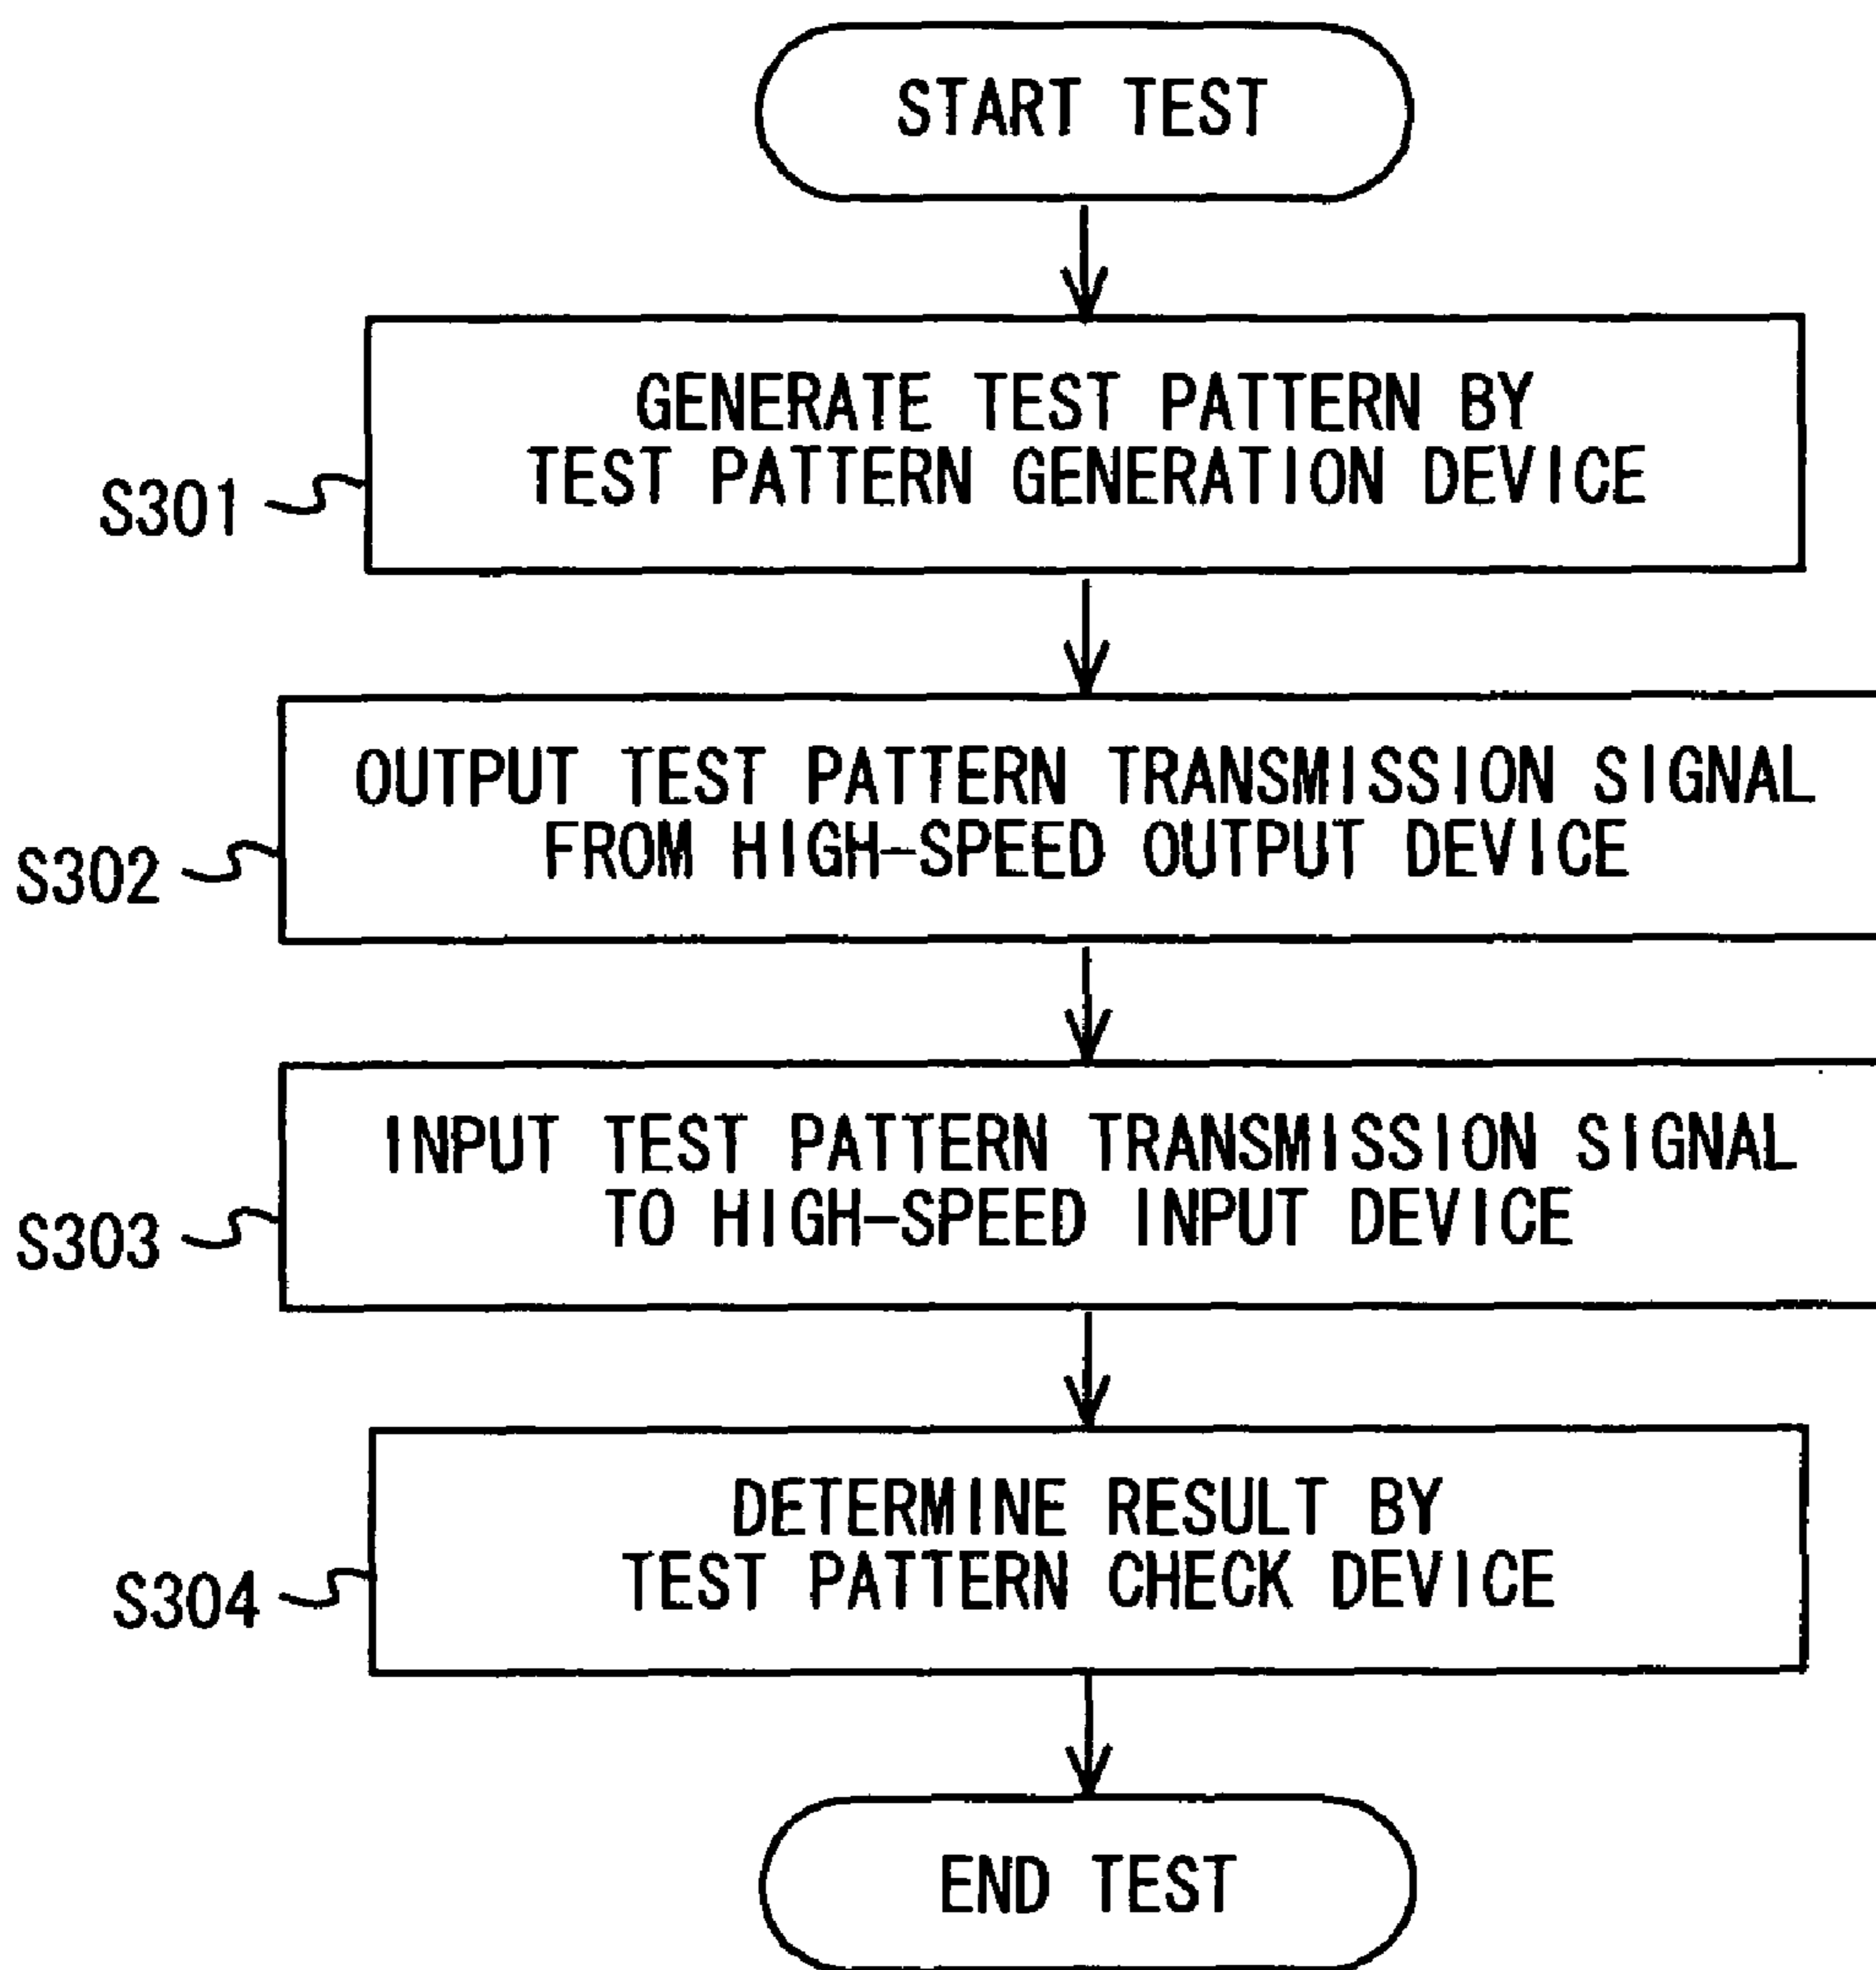 START TEST
GENERATE TEST PATTERN BY
TEST PATTERN GENERATION DEVICE
S301
OUTPUT TEST PATTERN TRANSMISSION SIGNAL
FROM HIGH-SPEED OUTPUT DEVICE
S302
INPUT TEST PATTERN TRANSMISSION SIGNAL
TO HIGH-SPEED INPUT DEVICE
S303
DETERMINE RESULT BY
TEST PATTERN CHECK DEVICE
S304
END TEST